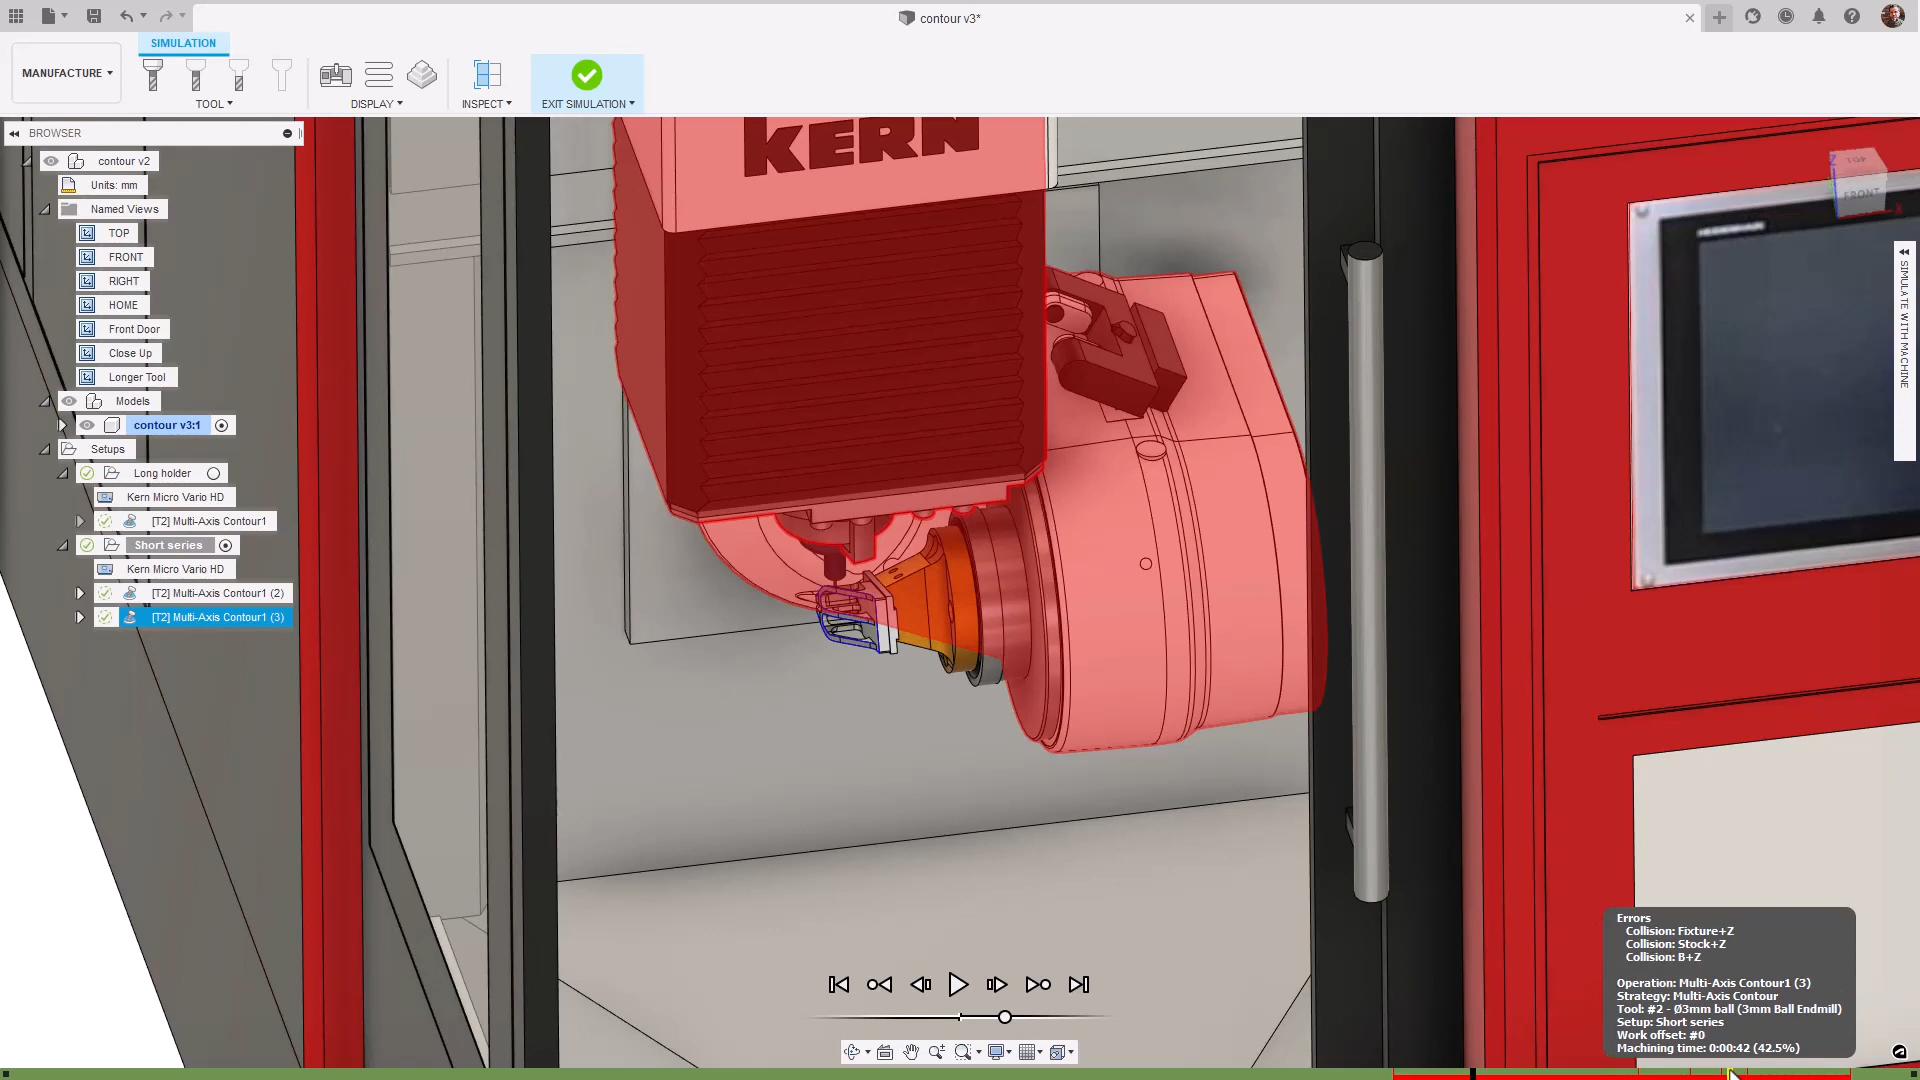 contour v3*
SIMULATION
MANUFACTURE
TOOL
DISPLAY
INSPECT
EXIT SIMULATION
BROWSER
contour v2
Units: mm
Named Views
TOP
FRONT
RIGHT
HOME
Front Door
Close Up
Longer Tool
Models
contour v3:1
Setups
Long holder
Kern Micro Vario HD
[T2] Multi-Axis Contour1
Short series
Kern Micro Vario HD
[T2] Multi-Axis Contour1 (2)
[T2] Multi-Axis Contour1 (3)
KERN
TOP
FRONT
Z
X
SIMULATE WITH MACHINE
Errors
Collision: Fixture+Z
Collision: Stock+Z
Collision: B+Z
Operation: Multi-Axis Contour1 (3)
Strategy: Multi-Axis Contour
Tool: #2 - Ø3mm ball (3mm Ball Endmill)
Setup: Short series
Work offset: #0
Machining time: 0:00:42 (42.5%)